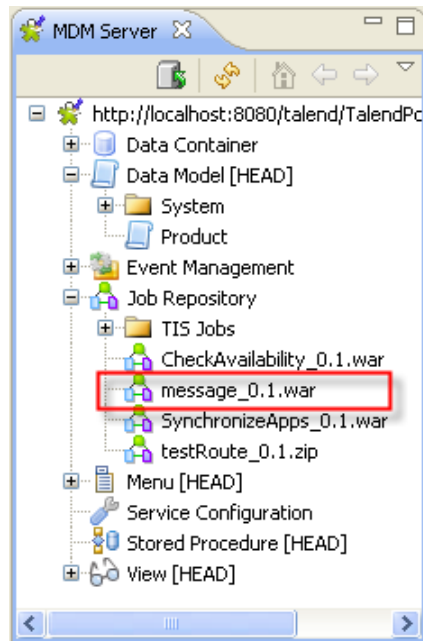 MDM Server
http://localhost:8080/talend/TalendPc
Data Container
Data Model [HEAD]
System
Product
Event Management
Job Repository
TIS Jobs
CheckAvailability_0.1.war
message_0.1.war
SynchronizeApps_0.1.war
testRoute_0.1.zip
Menu [HEAD]
Service Configuration
Stored Procedure [HEAD]
View [HEAD]